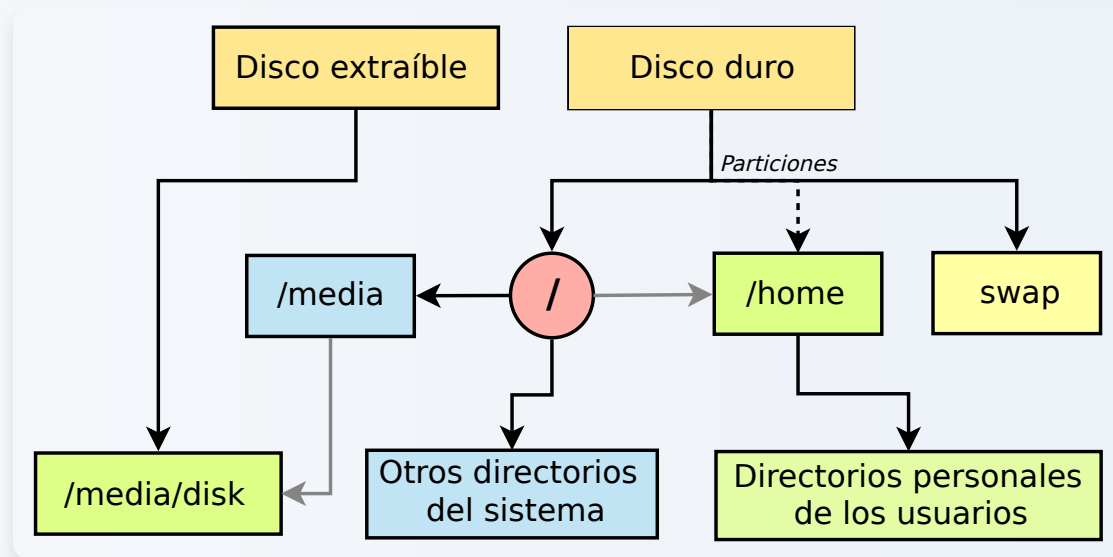 Disco extraíble
Disco duro
Particiones
/media
/
/home
swap
/media/disk
Otros directorios
del sistema
Directorios personales
de los usuarios